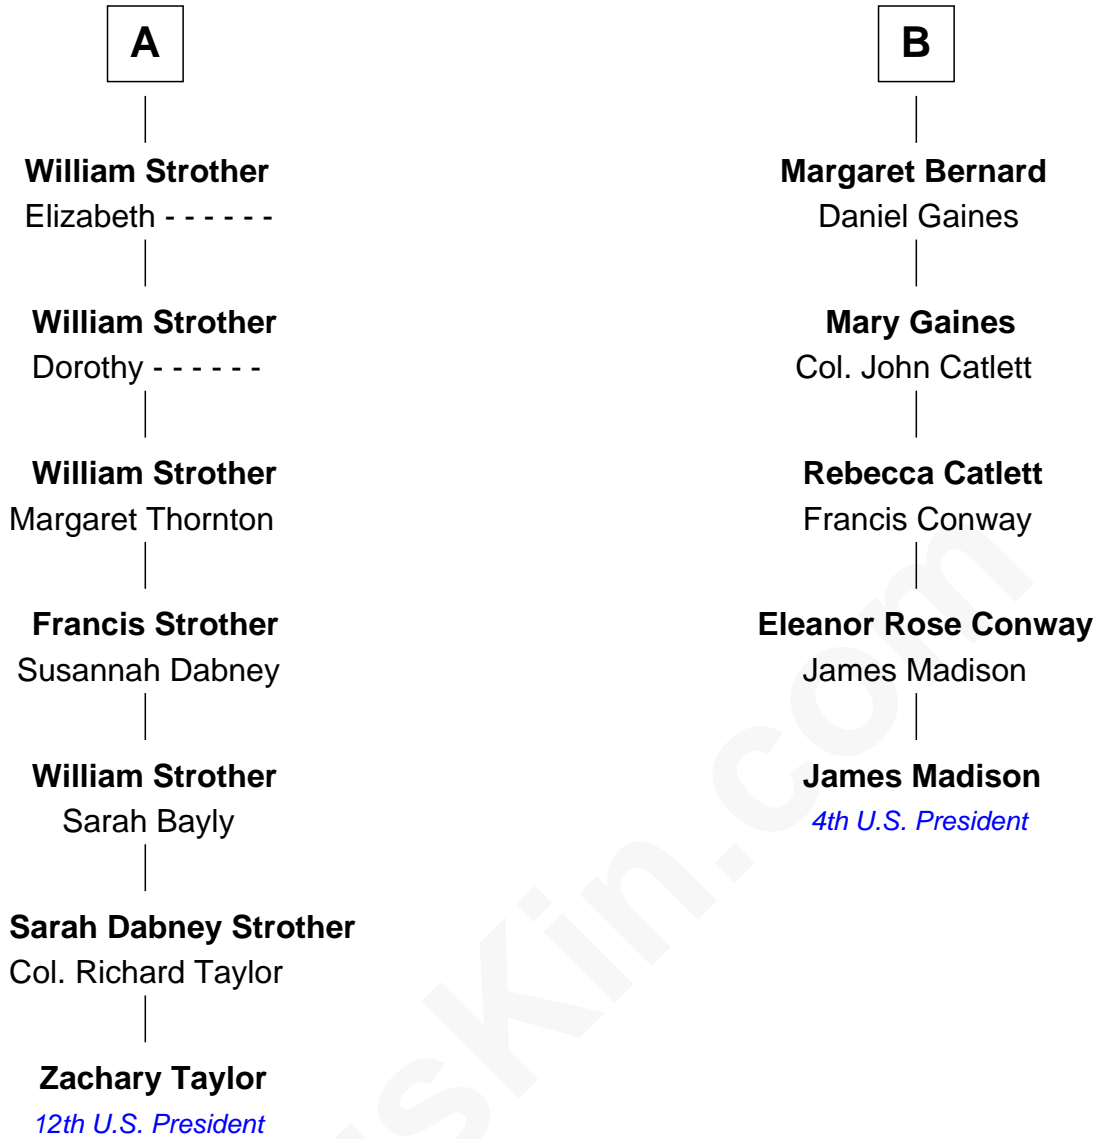 A
William Strother
Elizabeth - - - - - -
William Strother
Dorothy - - - - - -
William Strother
Margaret Thornton
Francis Strother
Susannah Dabney
William Strother
Sarah Bayly
Sarah Dabney Strother
Col. Richard Taylor
Zachary Taylor
12th U.S. President
B
Margaret Bernard
Daniel Gaines
Mary Gaines
Col. John Catlett
Rebecca Catlett
Francis Conway
Eleanor Rose Conway
James Madison
James Madison
4th U.S. President
usKin.com